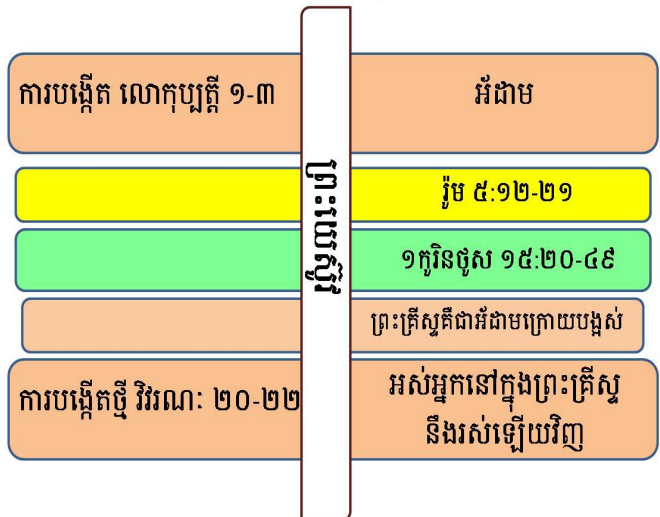 ការបង្កើត លោកុប្បត្តី ១-៣
អ័ដាម
រ៉ូម ៥:១២-២១
ព្រះយេស៊ូវ
១កូរិនថូស ១៥:២០-៤៩
ព្រះគ្រីស្ទគឺជាអ័ដាមក្រោយបង្អស់
ការបង្កើតថ្មី វិវរណៈ ២០-២២
អស់អ្នកនៅក្នុងព្រះគ្រីស្ទ
នឹងរស់ឡើយវិញ